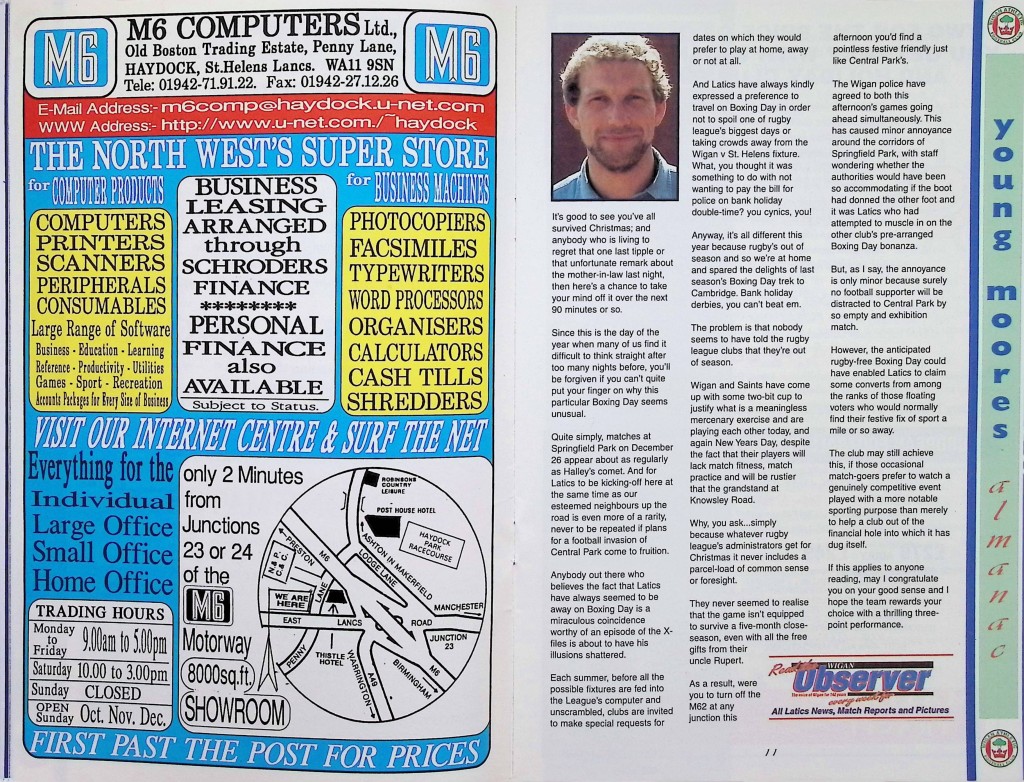 M6
M6 COMPUTERS Ltd.,
Old Boston Trading Estate, Penny Lane,
HAYDOCK, St.Helens Lancs. WA11 9SN
Tele: 01942-71.91.22. Fax: 01942-27.12.26
M6
E-Mail Address:- m6comp@haydock.u-net.com
WWW Address:- http://www.u-net.com./~haydock
THE NORTH WEST'S SUPER STORE
for COMPUTER PRODUCTS
COMPUTERS
PRINTERS
SCANNERS
PERIPHERALS
CONSUMABLES
Large Range of Software
Business - Education - Learning
Reference - Productivity - Utilities
Games - Sport - Recreation
Accounts Packages for Every Size of Business
BUSINESS
LEASING
ARRANGED
through
SCHRODERS
FINANCE
********
PERSONAL
FINANCE
also
AVAILABLE
Subject to Status.
for BUSINESS MACHINES
PHOTOCOPIERS
FACSIMILES
TYPEWRITERS
WORD PROCESSORS
ORGANISERS
CALCULATORS
CASH TILLS
SHREDDERS
VISIT OUR INTERNET CENTRE & SURF THE NET
Everything for the
Individual
Large Office
Small Office
Home Office
TRADING HOURS
Monday to Friday 9.00am to 5.00pm
Saturday 10.00 to 3.00pm
Sunday CLOSED
OPEN Sunday Oct. Nov. Dec.
only 2 Minutes
from
Junctions
23 or 24
of the
M6
Motorway
8000sq.ft.
SHOWROOM
ROBINSONS
COUNTRY
LEISURE
POST HOUSE HOTEL
HAYDOCK
PARK
RACECOURSE
ASHTON IN MAKERFIELD
LODGE LANE
PRESTON
M6
N.& P.
C.& C.
LANE
WE ARE
HERE
EAST
LANCS
ROAD
MANCHESTER
JUNCTION
23
PENNY
THISTLE
HOTEL
WARRINGTON
A49
BIRMINGHAM
M6
FIRST PAST THE POST FOR PRICES
It's good to see you've all
survived Christmas; and
anybody who is living to
regret that one last tipple or
that unfortunate remark about
the mother-in-law last night,
then here's a chance to take
your mind off it over the next
90 minutes or so.
Since this is the day of the
year when many of us find it
difficult to think straight after
too many nights before, you'll
be forgiven if you can't quite
put your finger on why this
particular Boxing Day seems
unusual.
Quite simply, matches at
Springfield Park on December
26 appear about as regularly
as Halley's comet. And for
Latics to be kicking-off here at
the same time as our
esteemed neighbours up the
road is even more of a rarity,
never to be repeated if plans
for a football invasion of
Central Park come to fruition.
Anybody out there who
believes the fact that Latics
have always seemed to be
away on Boxing Day is a
miraculous coincidence
worthy of an episode of the X-
files is about to have his
illusions shattered.
Each summer, before all the
possible fixtures are fed into
the League's computer and
unscrambled, clubs are invited
to make special requests for
dates on which they would
prefer to play at home, away
or not at all.
And Latics have always kindly
expressed a preference to
travel on Boxing Day in order
not to spoil one of rugby
league's biggest days or
taking crowds away from the
Wigan v St. Helens fixture.
What, you thought it was
something to do with not
wanting to pay the bill for
police on bank holiday
double-time? you cynics, you!
Anyway, it's all different this
year because rugby's out of
season and so we're at home
and spared the delights of last
season's Boxing Day trek to
Cambridge. Bank holiday
derbies, you can't beat em.
The problem is that nobody
seems to have told the rugby
league clubs that they're out
of season.
Wigan and Saints have come
up with some two-bit cup to
justify what is a meaningless
mercenary exercise and are
playing each other today, and
again New Years Day, despite
the fact that their players will
lack match fitness, match
practice and will be rustier
that the grandstand at
Knowsley Road.
Why, you ask...simply
because whatever rugby
league's administrators get for
Christmas it never includes a
parcel-load of common sense
or foresight.
They never seemed to realise
that the game isn't equipped
to survive a five-month close-
season, even with all the free
gifts from their
uncle Rupert.
As a result, were
you to turn off the
M62 at any
junction this
afternoon you'd find a
pointless festive friendly just
like Central Park's.
The Wigan police have
agreed to both this
afternoon's games going
ahead simultaneously. This
has caused minor annoyance
around the corridors of
Springfield Park, with staff
wondering whether the
authorities would have been
so accommodating if the boot
had donned the other foot and
it was Latics who had
attempted to muscle in on the
other club's pre-arranged
Boxing Day bonanza.
But, as I say, the annoyance
is only minor because surely
no football supporter will be
distracted to Central Park by
so empty and exhibition
match.
However, the anticipated
rugby-free Boxing Day could
have enabled Latics to claim
some converts from among
the ranks of those floating
voters who would normally
find their festive fix of sport a
mile or so away.
The club may still achieve
this, if those occasional
match-goers prefer to watch a
genuinely competitive event
played with a more notable
sporting purpose than merely
to help a club out of the
financial hole into which it has
dug itself.
If this applies to anyone
reading, may I congratulate
you on your good sense and I
hope the team rewards your
choice with a thrilling three-
point performance.
Read the
WIGAN
Observer
The voice of Wigan for 142 years
every week for
All Latics News, Match Reports and Pictures
11
young moores
almanac